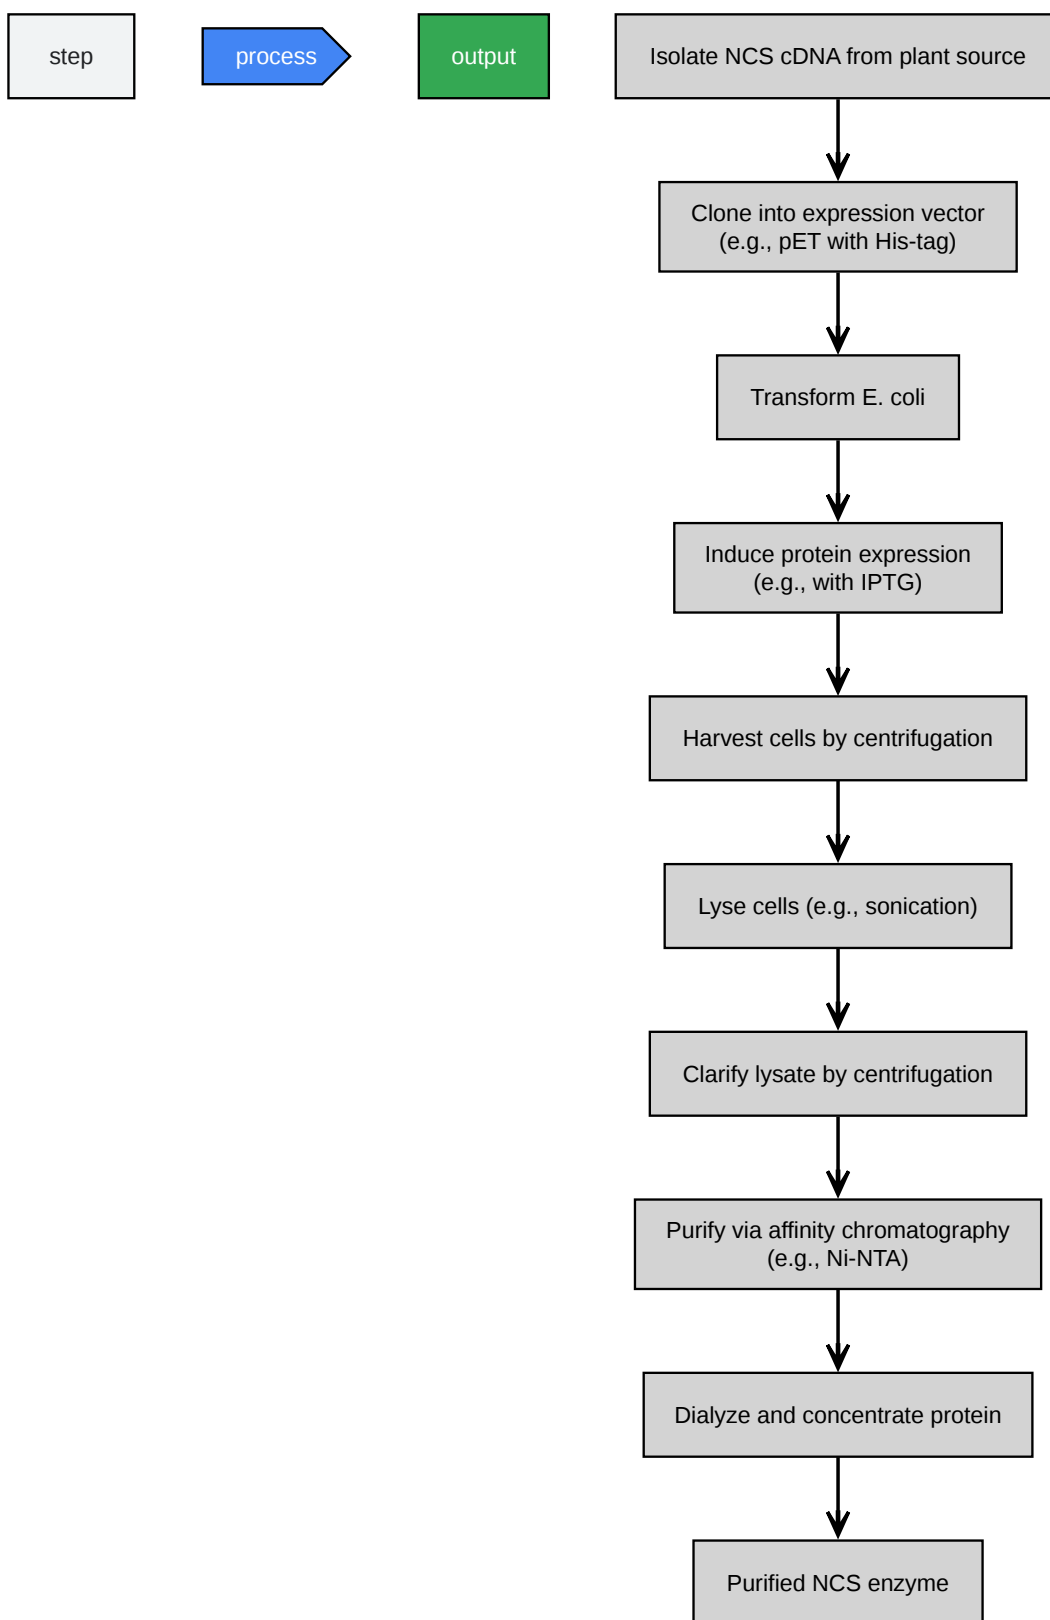 step
process
output
Isolate NCS cDNA from plant source
Clone into expression vector
(e.g., pET with His-tag)
Transform E. coli
Induce protein expression
(e.g., with IPTG)
Harvest cells by centrifugation
Lyse cells (e.g., sonication)
Clarify lysate by centrifugation
Purify via affinity chromatography
(e.g., Ni-NTA)
Dialyze and concentrate protein
Purified NCS enzyme